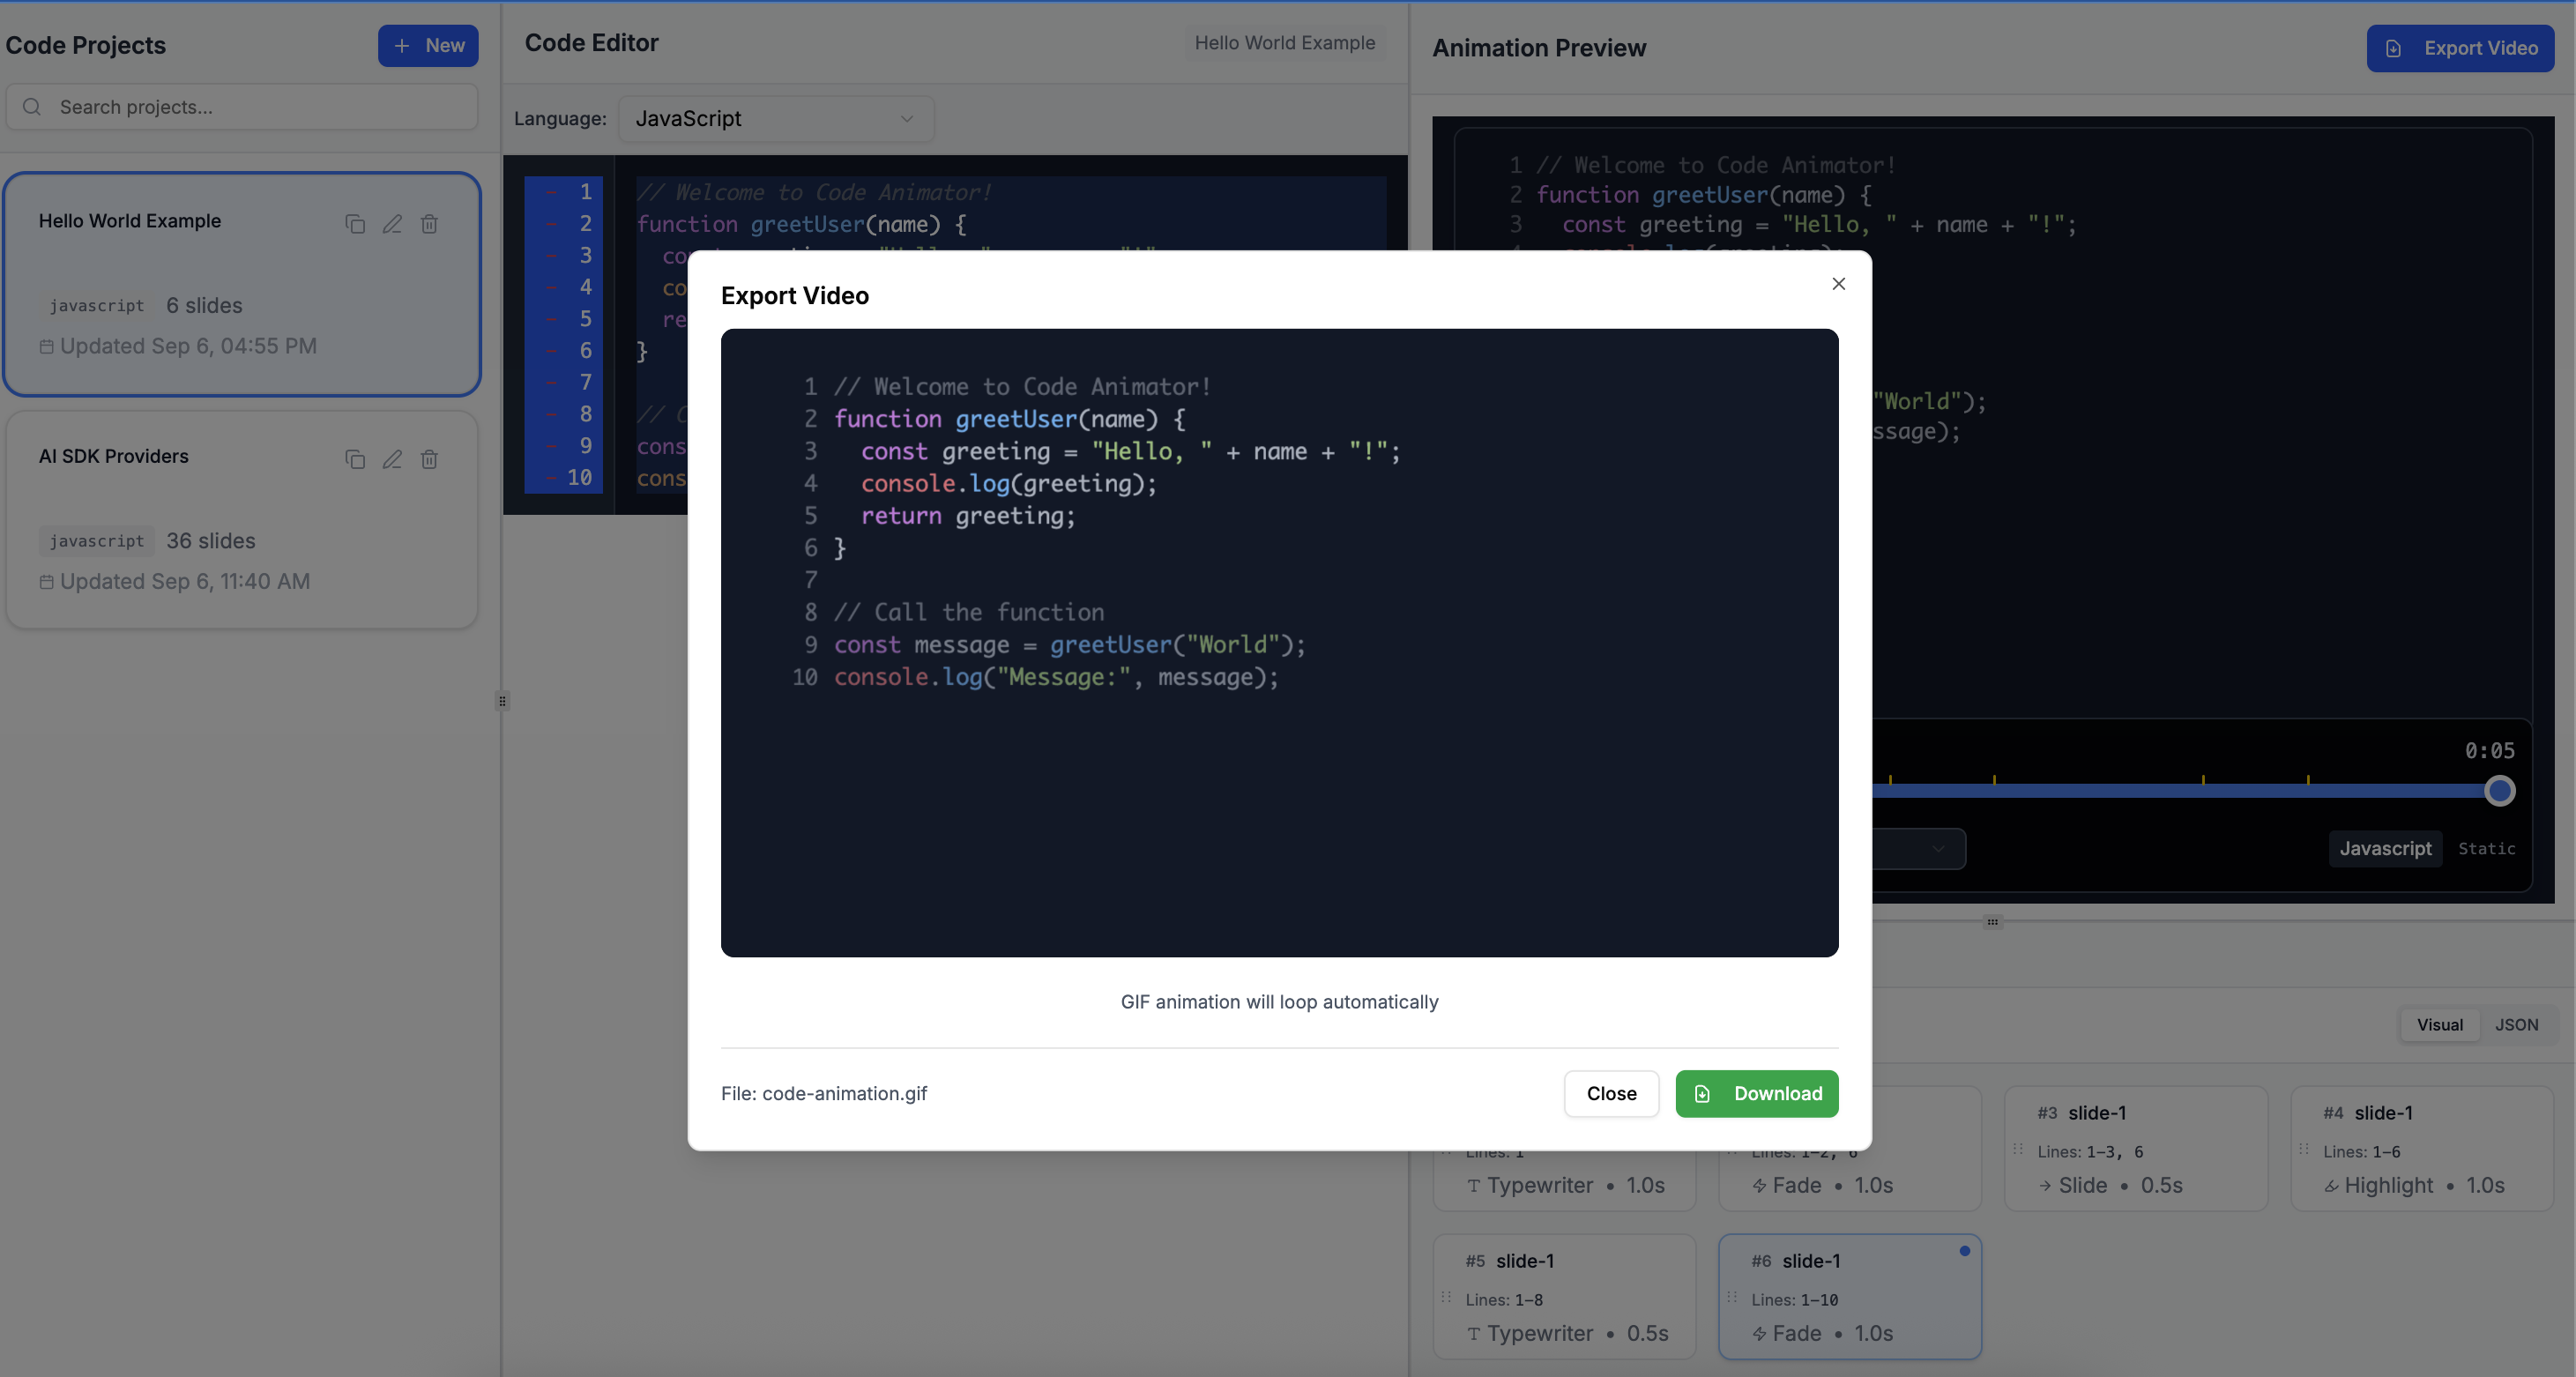 Code Projects
+ New
Search projects...
Hello World Example
javascript 6 slides
Updated Sep 6, 04:55 PM
AI SDK Providers
javascript 36 slides
Updated Sep 6, 11:40 AM
Code Editor
Hello World Example
Language: JavaScript
- 1 // Welcome to Code Animator!
- 2 function greetUser(name) {
- 3 co
- 4 co
- 5 re
- 6 }
- 7
- 8 // C
- 9 cons
- 10 cons
Animation Preview
Export Video
1 // Welcome to Code Animator!
2 function greetUser(name) {
3 const greeting = "Hello, " + name + "!";
4 console.log(greeting);
"World");
ssage);
0:05
Javascript Static
Export Video
1 // Welcome to Code Animator!
2 function greetUser(name) {
3 const greeting = "Hello, " + name + "!";
4 console.log(greeting);
5 return greeting;
6 }
7
8 // Call the function
9 const message = greetUser("World");
10 console.log("Message:", message);
GIF animation will loop automatically
File: code-animation.gif
Close
Download
Visual JSON
Lines: 1
Typewriter • 1.0s
Lines: 1-2, 6
Fade • 1.0s
#3 slide-1
Lines: 1-3, 6
Slide • 0.5s
#4 slide-1
Lines: 1-6
Highlight • 1.0s
#5 slide-1
Lines: 1-8
Typewriter • 0.5s
#6 slide-1
Lines: 1-10
Fade • 1.0s